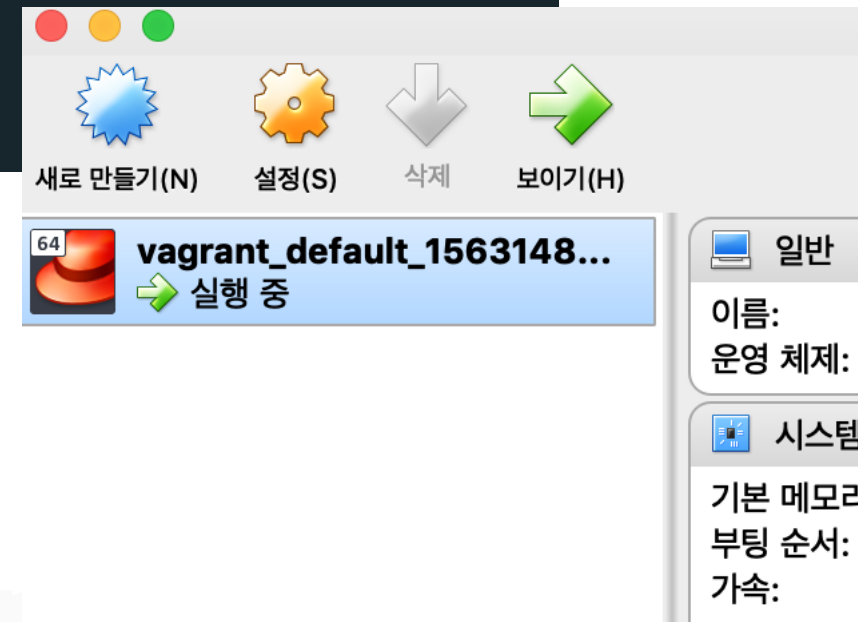 새로 만들기(N) 설정(S) 삭제 보이기(H)
64
vagrant_default_1563148...
실행 중
일반
이름:
운영 체제:
시스템
기본 메모리
부팅 순서:
가속: